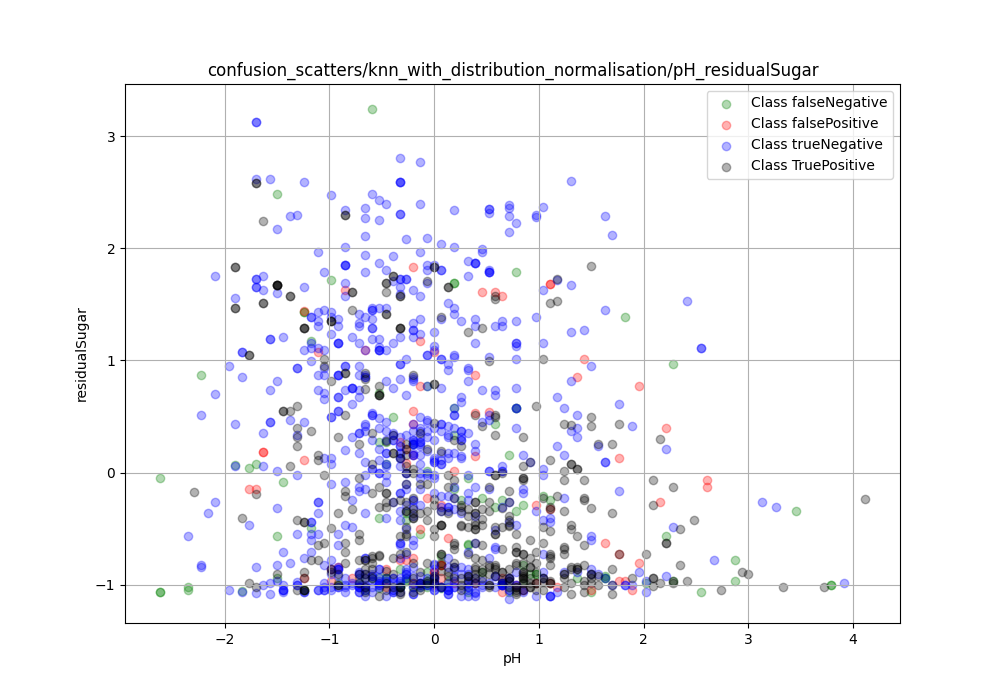 confusion_scatters/knn_with_distribution_normalisation/pH_residualSugar
Class falseNegative
Class falsePositive
Class trueNegative
Class TruePositive
3
2
1
0
−1
residualSugar
−2
−1
0
1
2
3
4
pH